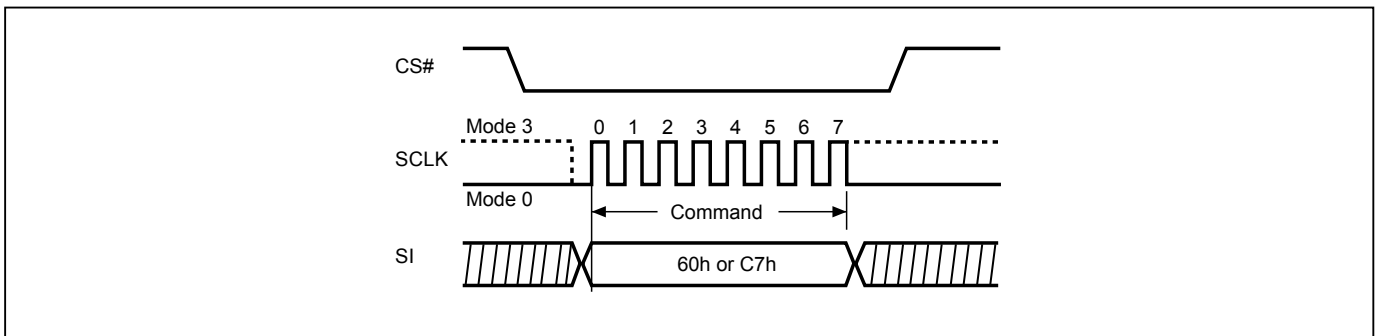 CS#
Mode 3
0 1 2 3 4 5 6 7
SCLK
Mode 0
Command
SI
60h or C7h